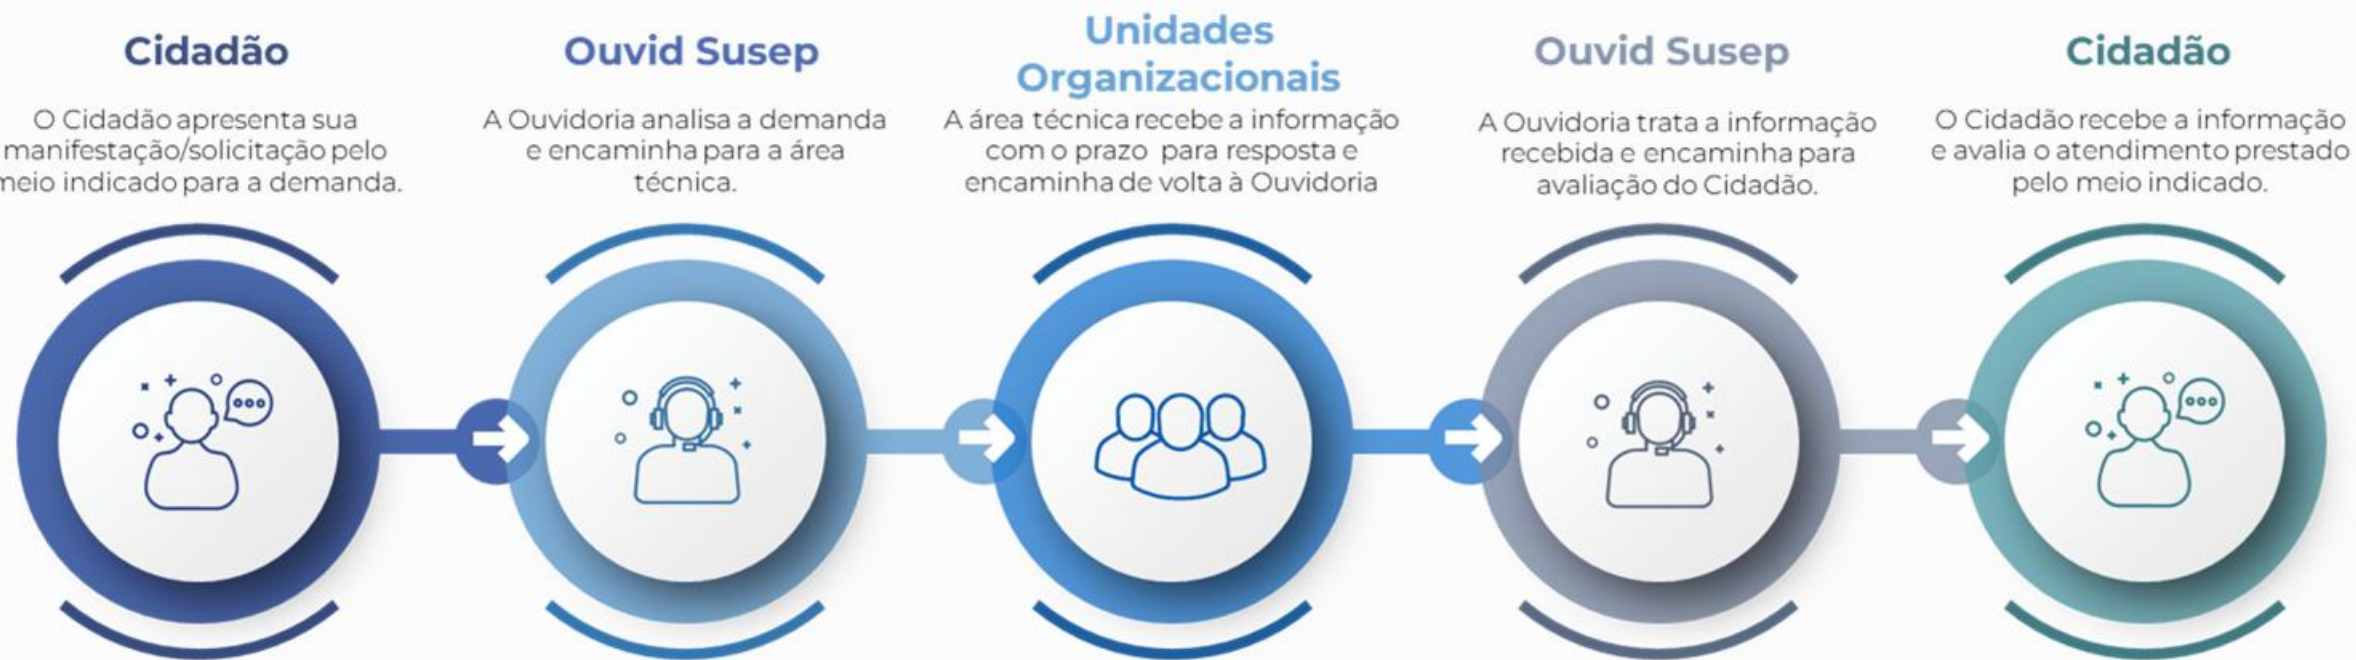 Cidadão
O Cidadão apresenta sua
manifestação/solicitação pelo
meio indicado para a demanda.
Ouvid Susep
A Ouvidoria analisa a demanda
e encaminha para a área
técnica.
Unidades
Organizacionais
A área técnica recebe a informação
com o prazo para resposta e
encaminha de volta à Ouvidoria
Ouvid Susep
A Ouvidoria trata a informação
recebida e encaminha para
avaliação do Cidadão.
Cidadão
O Cidadão recebe a informação
e avalia o atendimento prestado
pelo meio indicado.